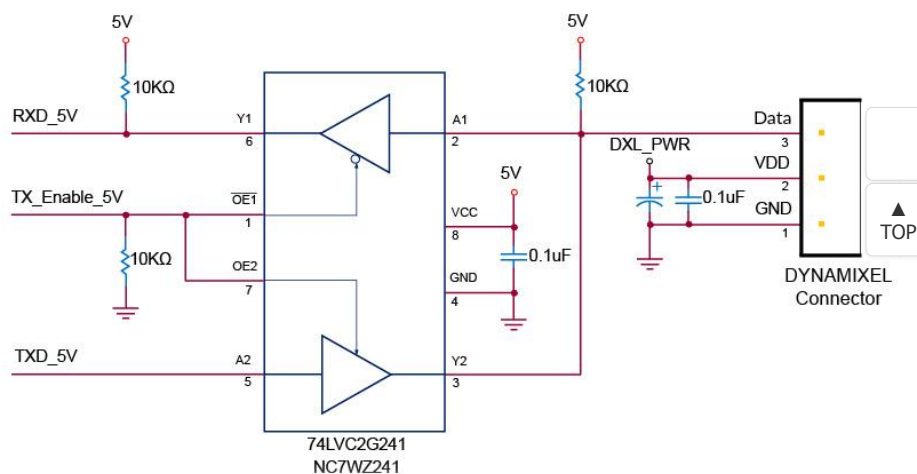 5V
5V
10KΩ
10KΩ
RXD_5V
Y1
6
A1
2
Data
3
DXL_PWR
VDD
2
5V
TX_Enable_5V
OE1
1
+
0.1uF
VCC
8
GND
1
▲
TOP
10KΩ
OE2
7
0.1uF
GND
4
DYNAMIXEL
Connector
TXD_5V
A2
5
Y2
3
74LVC2G241
NC7WZ241